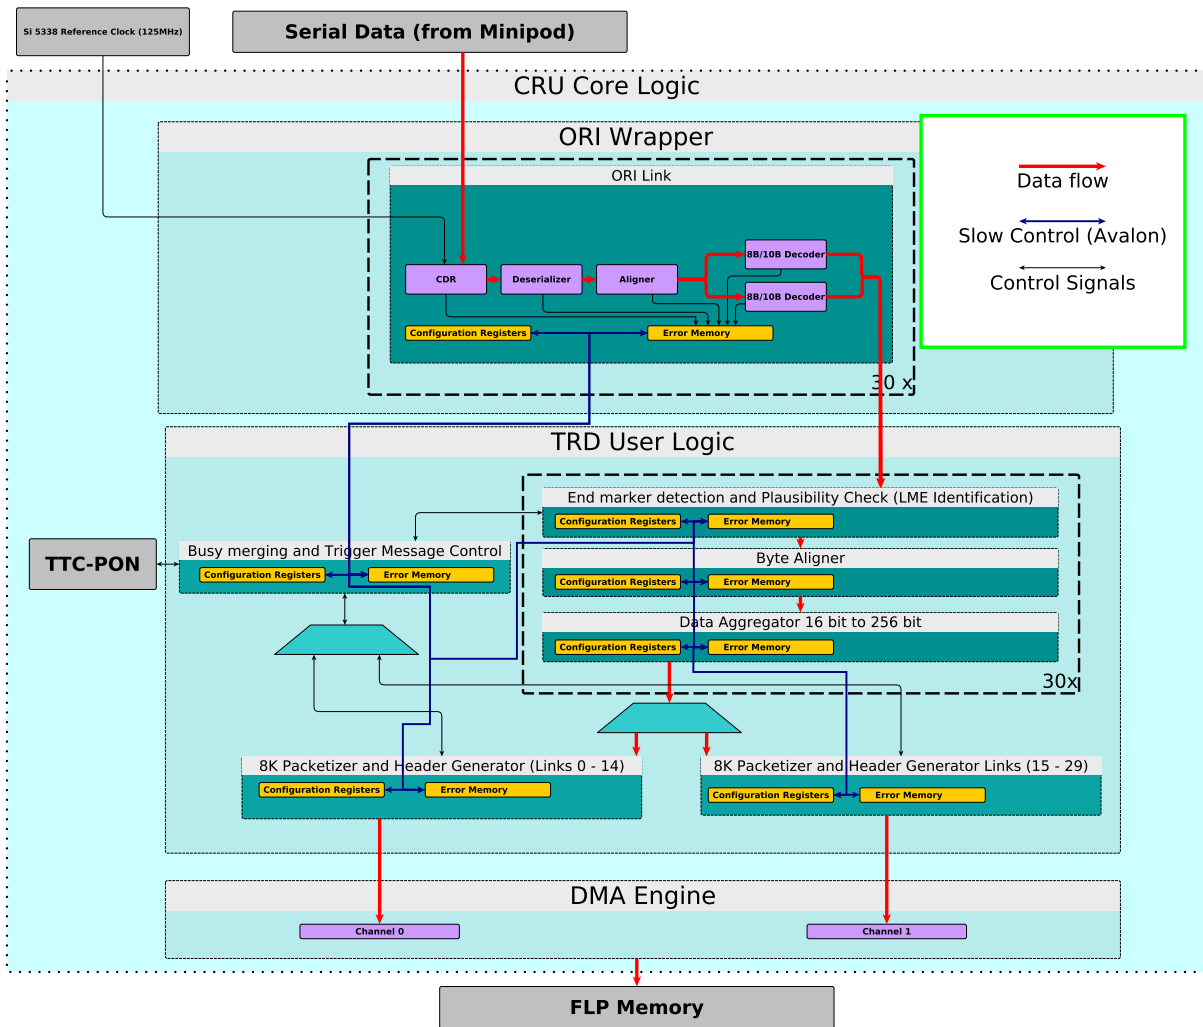 Si 5338 Reference Clock (125MHz)
Serial Data (from Minipod)
CRU Core Logic
ORI Wrapper
ORI Link
CDR
Deserializer
Aligner
8B/10B Decoder
8B/10B Decoder
Configuration Registers
Error Memory
30 x
Data flow
Slow Control (Avalon)
Control Signals
TRD User Logic
End marker detection and Plausibility Check (LME Identification)
Configuration Registers
Error Memory
Byte Aligner
Configuration Registers
Error Memory
Data Aggregator 16 bit to 256 bit
Configuration Registers
Error Memory
30x
TTC-PON
Busy merging and Trigger Message Control
Configuration Registers
Error Memory
8K Packetizer and Header Generator (Links 0 - 14)
Configuration Registers
Error Memory
8K Packetizer and Header Generator Links (15 - 29)
Configuration Registers
Error Memory
DMA Engine
Channel 0
Channel 1
FLP Memory